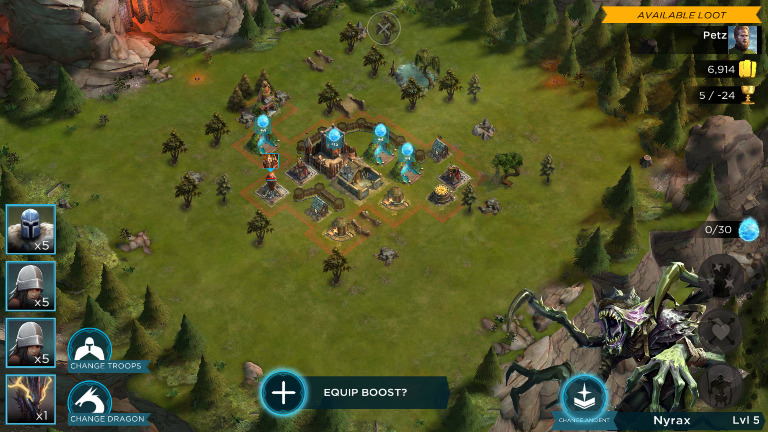 AVAILABLE LOOT
Petz
6,914
5 / -24
0/30
x5
x5
x5
x1
CHANGE TROOPS
CHANGE DRAGON
EQUIP BOOST?
CHANGE ANCIENT
Nyrax Lvl 5